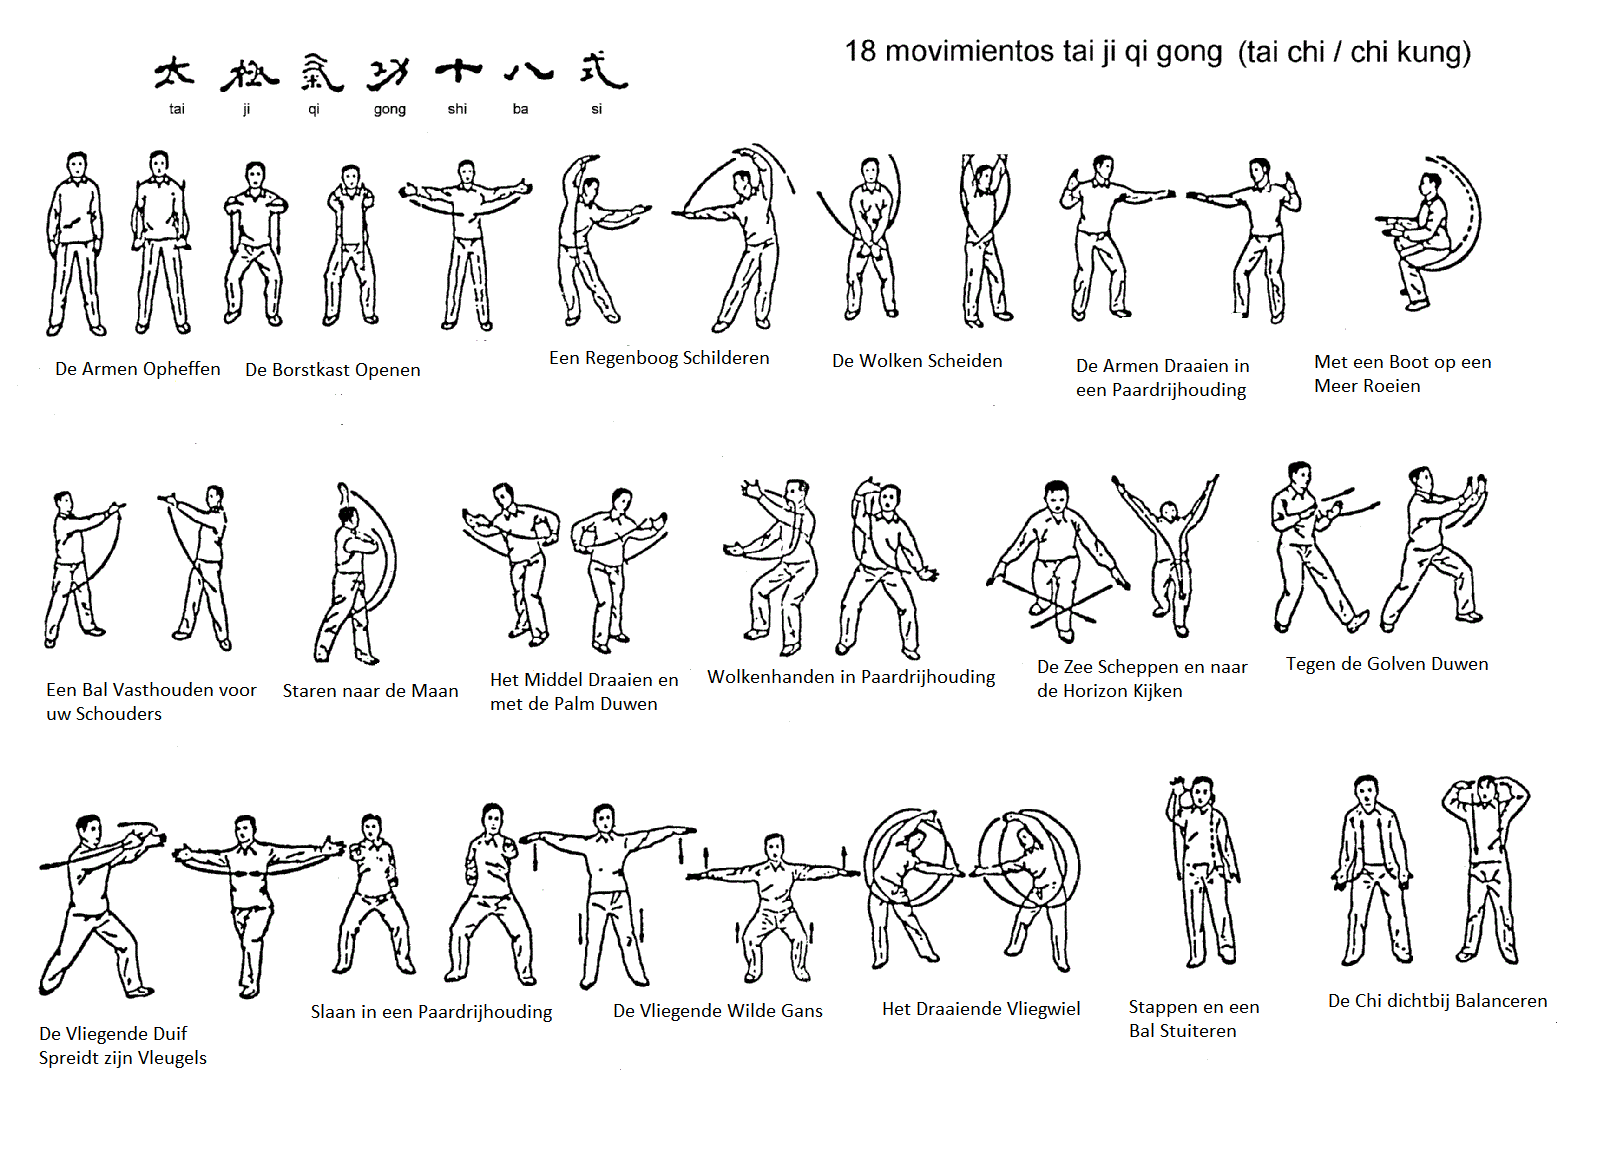 太極氣功十八式
tai ji qi gong shi ba si
18 movimientos tai ji qi gong (tai chi / chi kung)
De Armen Opheffen
De Borstkast Openen
Een Regenboog Schilderen
De Wolken Scheiden
De Armen Draaien in
een Paardrijhouding
Met een Boot op een
Meer Roeien
Een Bal Vasthouden voor
uw Schouders
Staren naar de Maan
Het Middel Draaien en
met de Palm Duwen
Wolkenhanden in Paardrijhouding
De Zee Scheppen en naar
de Horizon Kijken
Tegen de Golven Duwen
De Vliegende Duif
Spreidt zijn Vleugels
Slaan in een Paardrijhouding
De Vliegende Wilde Gans
Het Draaiende Vliegwiel
Stappen en een
Bal Stuiteren
De Chi dichtbij Balanceren